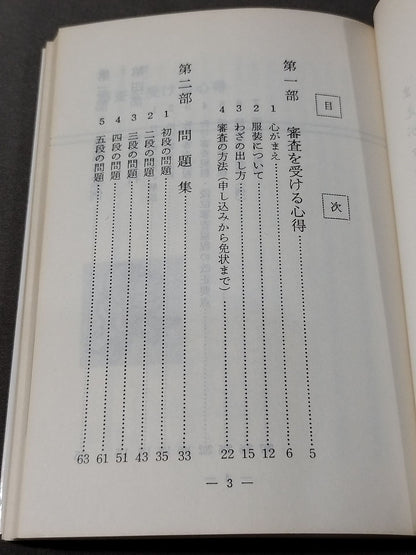 目次
第一部 審査を受ける心得……5
1 心がまえ……6
2 服装について……12
3 わざの出し方……15
4 審査の方法（申し込みから免状まで）……22
第二部 問題集……33
1 初段の問題……35
2 二段の問題……43
3 三段の問題……51
4 四段の問題……61
5 五段の問題……63
— 3 —